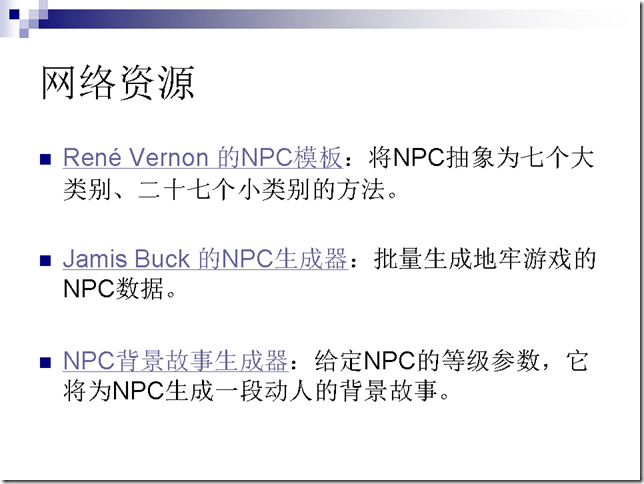 网络资源
René Vernon 的NPC模板：将NPC抽象为七个大
类别、二十七个小类别的方法。
Jamis Buck 的NPC生成器：批量生成地牢游戏的
NPC数据。
NPC背景故事生成器：给定NPC的等级参数，它
将为NPC生成一段动人的背景故事。